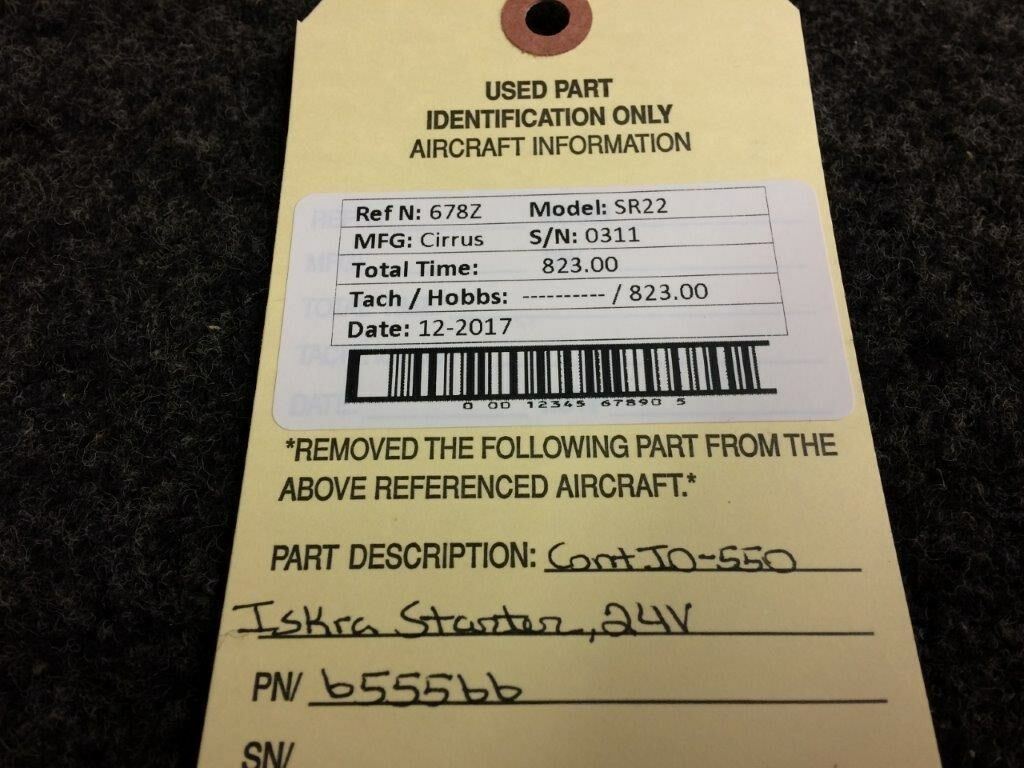 USED PART
IDENTIFICATION ONLY
AIRCRAFT INFORMATION
Ref N: 678Z Model: SR22
MFG: Cirrus S/N: 0311
Total Time: 823.00
Tach / Hobbs: ---------- / 823.00
Date: 12-2017
0 00 12345 67890 5
*REMOVED THE FOLLOWING PART FROM THE
ABOVE REFERENCED AIRCRAFT.*
PART DESCRIPTION: Cont IO-550
Iskra Starter, 24V
PN/ 655566
SN/